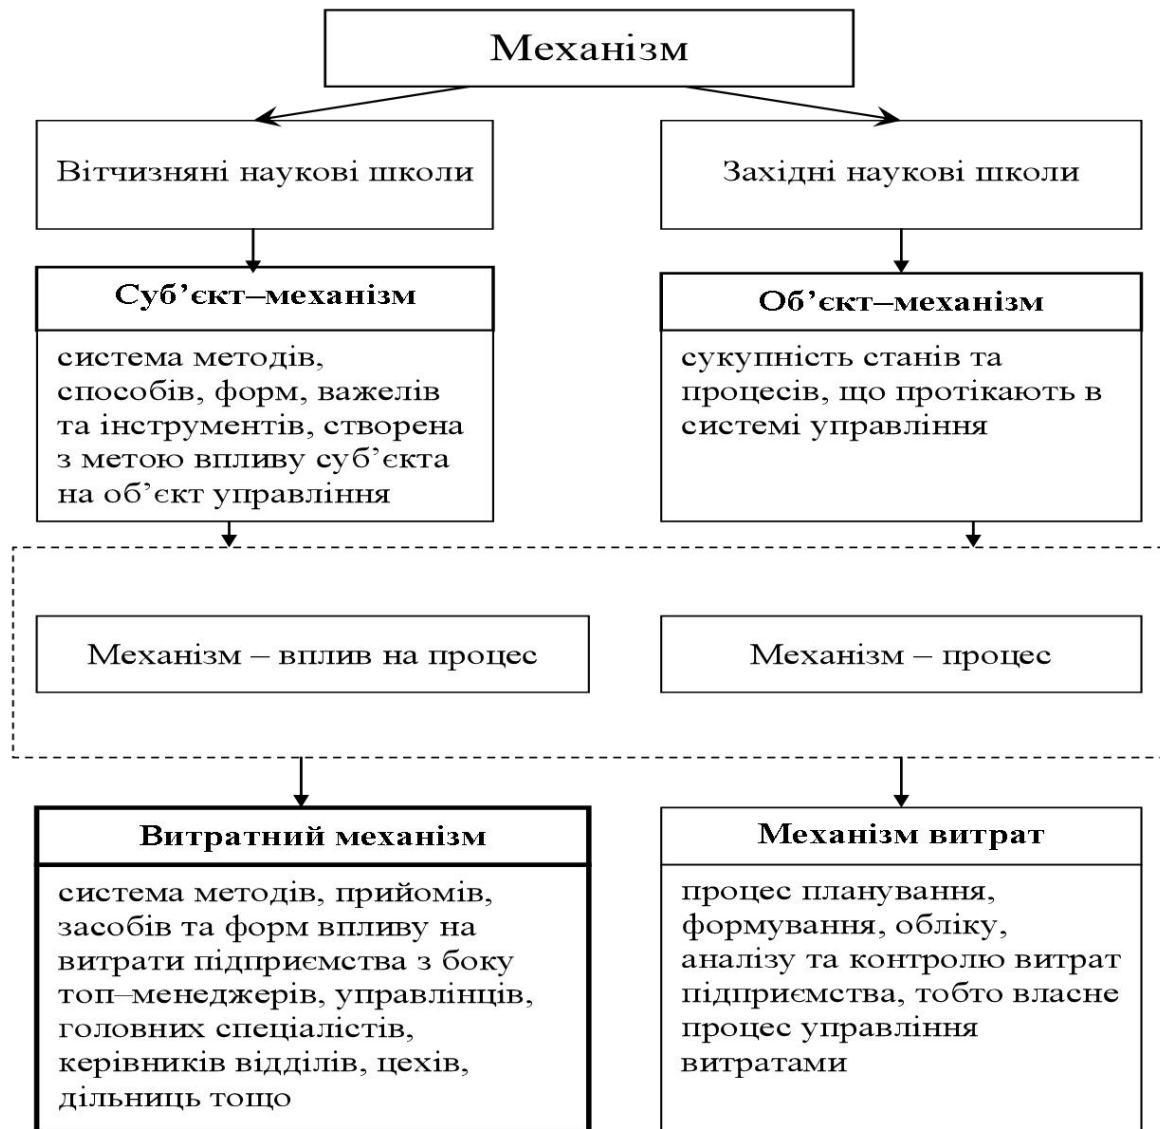 Механізм
Вітчизняні наукові школи
Західні наукові школи
Суб’єкт–механізм
система методів,
способів, форм, важелів
та інструментів, створена
з метою впливу суб’єкта
на об’єкт управління
Об’єкт–механізм
сукупність станів та
процесів, що протікають в
системі управління
Механізм – вплив на процес
Механізм – процес
Витратний механізм
система методів, прийомів,
засобів та форм впливу на
витрати підприємства з боку
топ–менеджерів, управлінців,
головних спеціалістів,
керівників відділів, цехів,
дільниць тощо
Механізм витрат
процес планування,
формування, обліку,
аналізу та контролю витрат
підприємства, тобто власне
процес управління
витратами